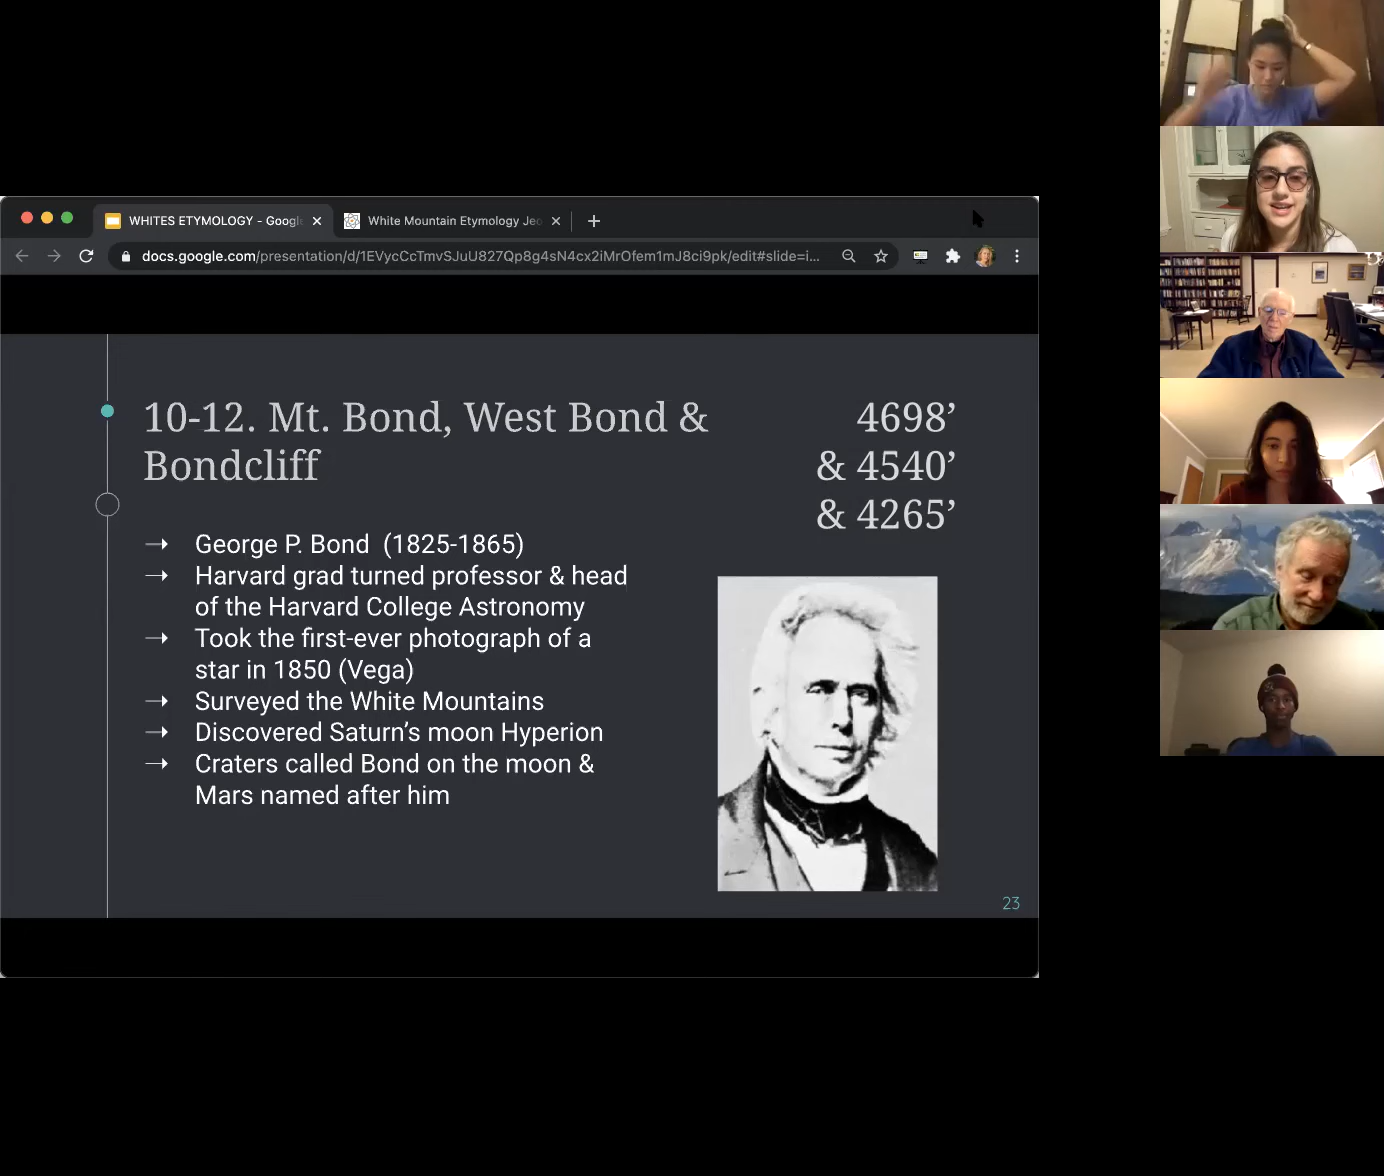 WHITES ETYMOLOGY - Googl
White Mountain Etymology Jeo
docs.google.com/presentation/d/1EVycCcTmvSJuU827Qp8g4sN4cx2iMrOfem1mJ8ci9pk/edit#slide=i...
10-12. Mt. Bond, West Bond &
Bondcliff
4698’
& 4540’
& 4265’
→ George P. Bond (1825-1865)
→ Harvard grad turned professor & head
of the Harvard College Astronomy
→ Took the first-ever photograph of a
star in 1850 (Vega)
→ Surveyed the White Mountains
→ Discovered Saturn’s moon Hyperion
→ Craters called Bond on the moon &
Mars named after him
23